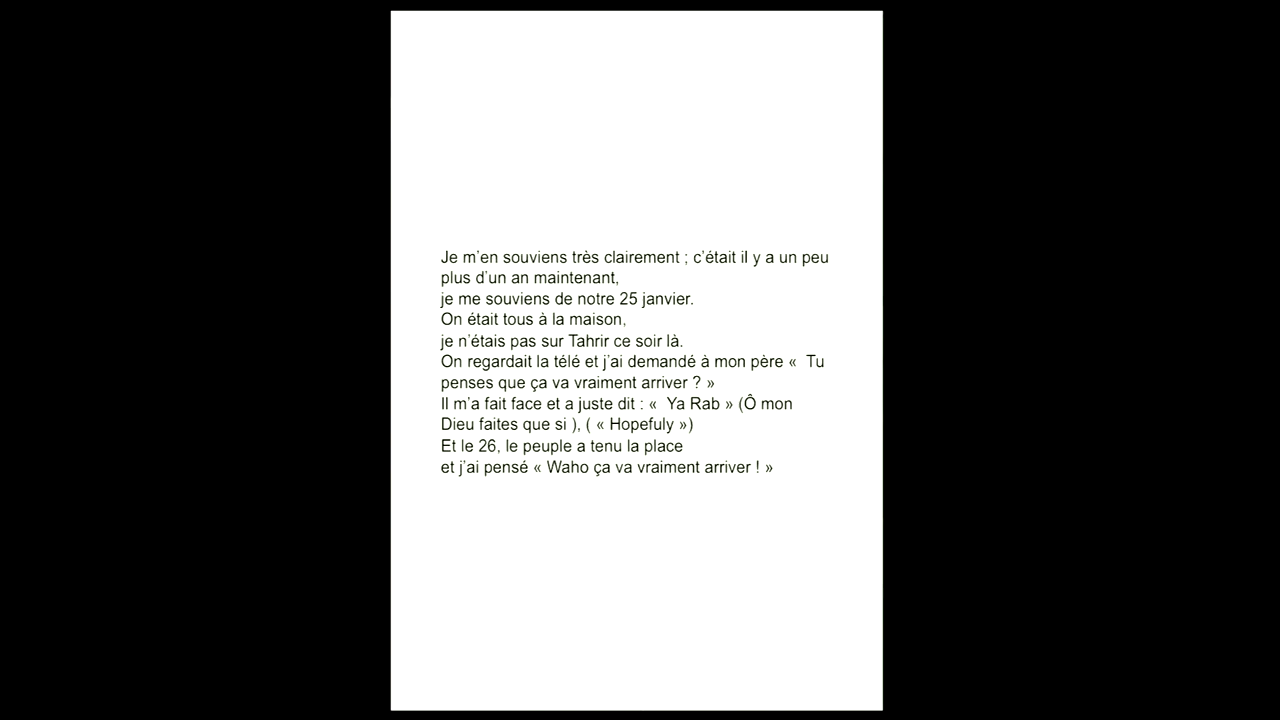 Je m'en souviens très clairement ; c'était il y a un peu
plus d'un an maintenant,
je me souviens de notre 25 janvier.
On était tous à la maison,
je n'étais pas sur Tahrir ce soir là.
On regardait la télé et j'ai demandé à mon père «  Tu
penses que ça va vraiment arriver ? »
Il m'a fait face et a juste dit : «  Ya Rab » (Ô mon
Dieu faites que si ), ( « Hopefuly »)
Et le 26, le peuple a tenu la place
et j'ai pensé « Waho ça va vraiment arriver ! »